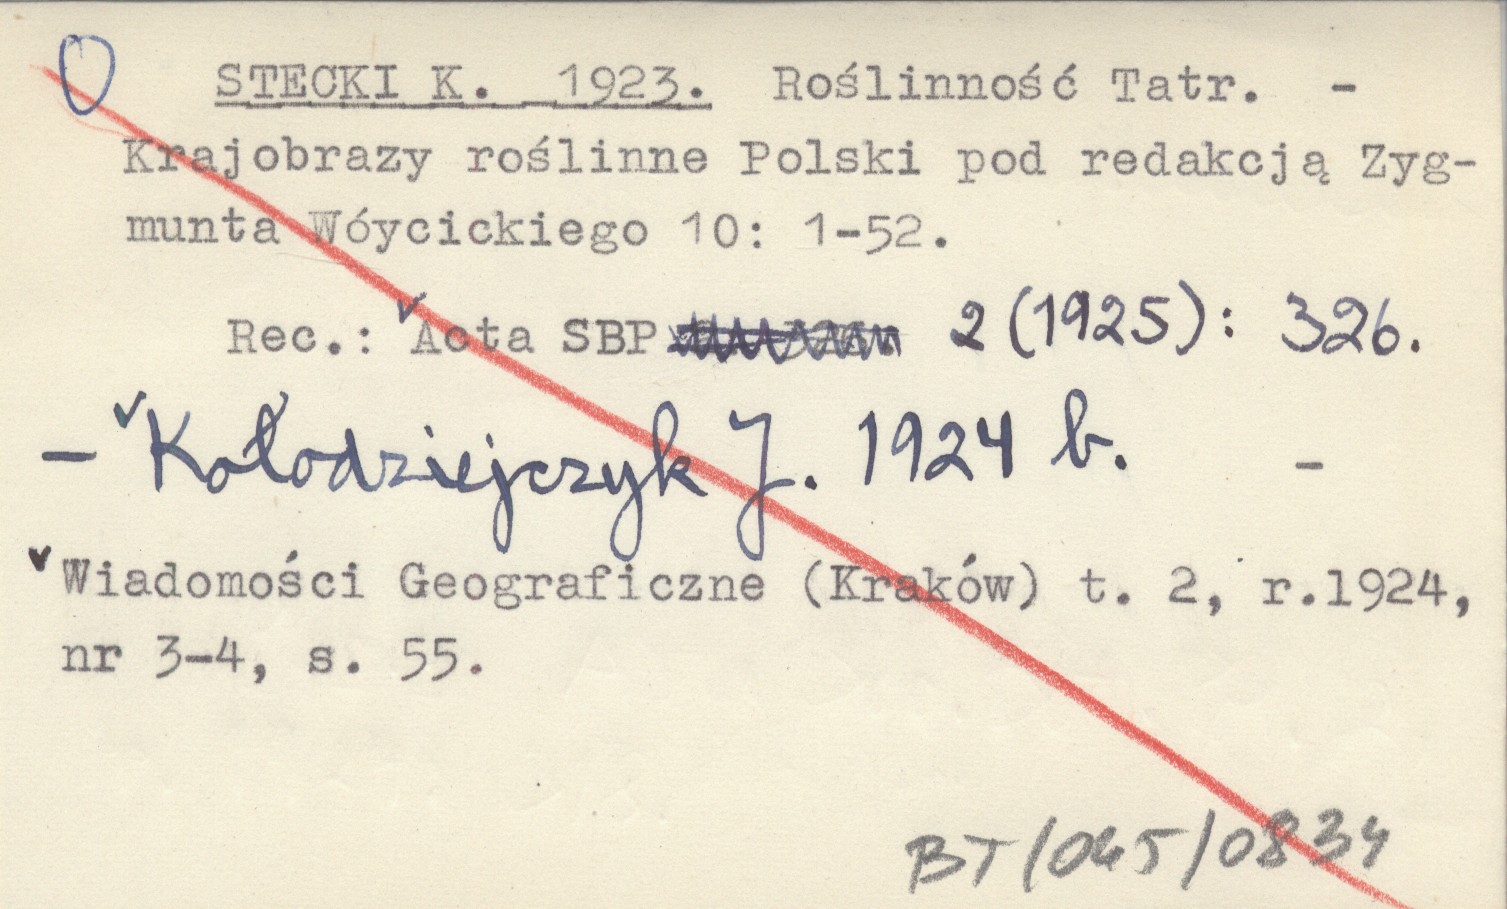 STECKI K. 1923. Roślinność Tatr. -
Krajobrazy roślinne Polski pod redakcją Zyg-
munta Wóycickiego 10: 1-52.
Rec.: Acta SBP 2 (1925): 326.
- Kołodziejczyk J. 1924 b. -
Wiadomości Geograficzne (Kraków) t. 2, r.1924,
nr 3-4, s. 55.
BT/045/0834